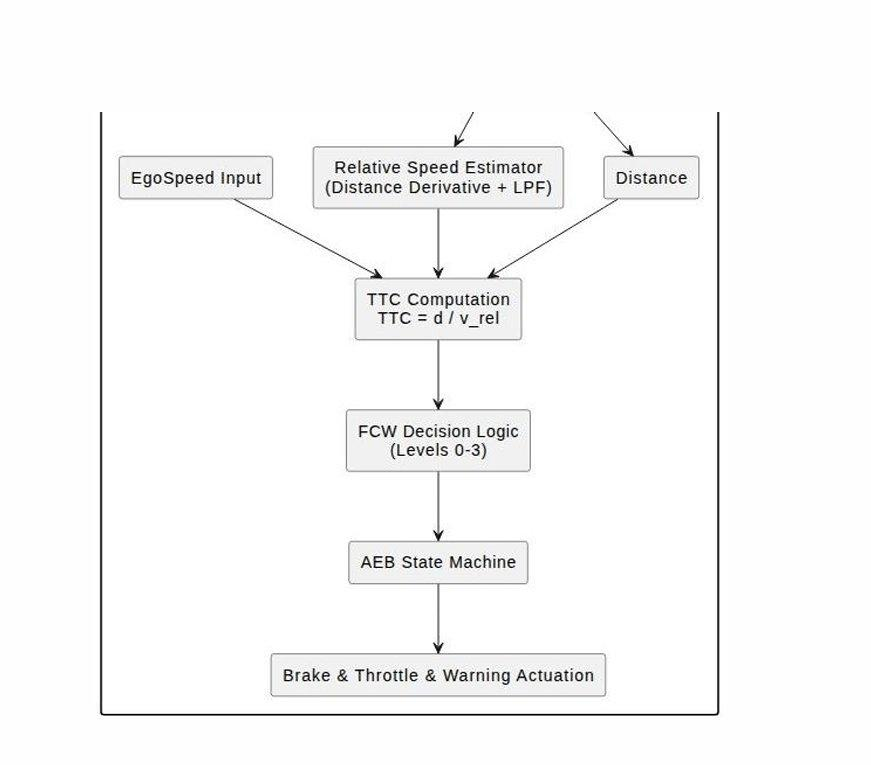 EgoSpeed Input
Relative Speed Estimator
(Distance Derivative + LPF)
Distance
TTC Computation
TTC = d / v_rel
FCW Decision Logic
(Levels 0-3)
AEB State Machine
Brake & Throttle & Warning Actuation